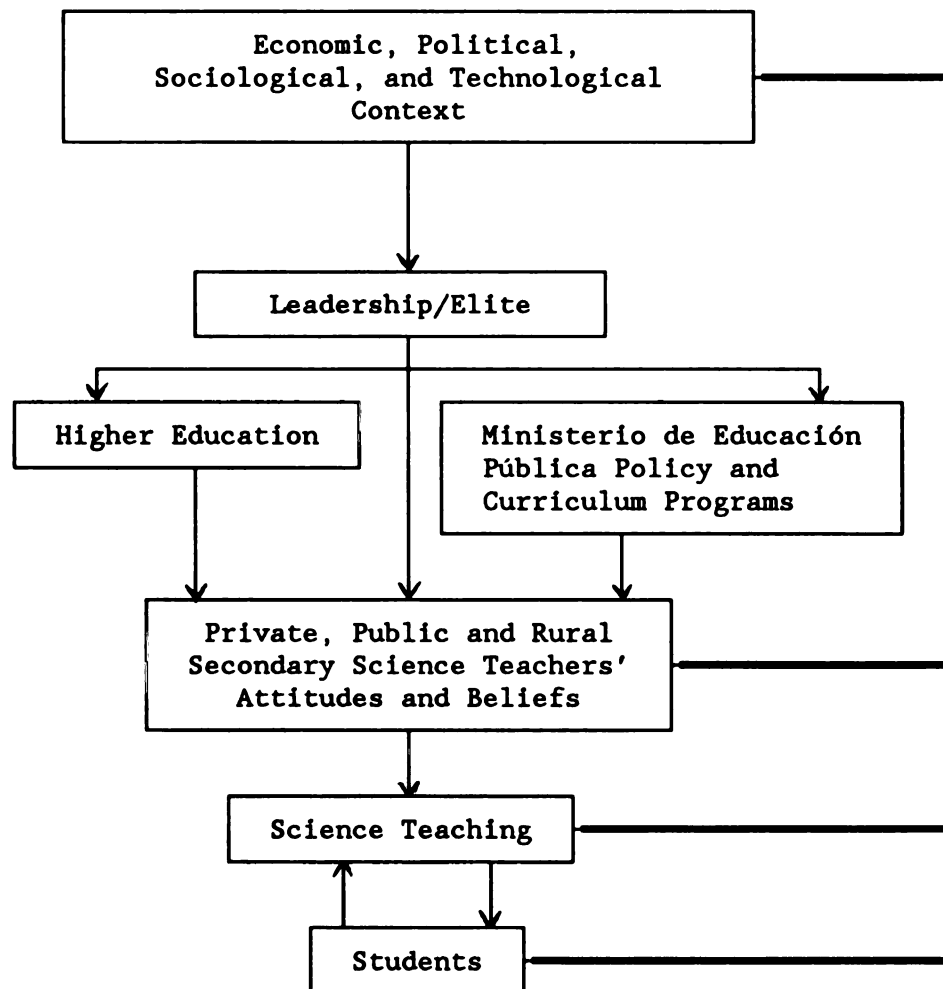 Economic, Political,
Sociological, and Technological
Context
Leadership/Elite
Higher Education
Ministerio de Educación
Pública Policy and
Curriculum Programs
Private, Public and Rural
Secondary Science Teachers'
Attitudes and Beliefs
Science Teaching
Students